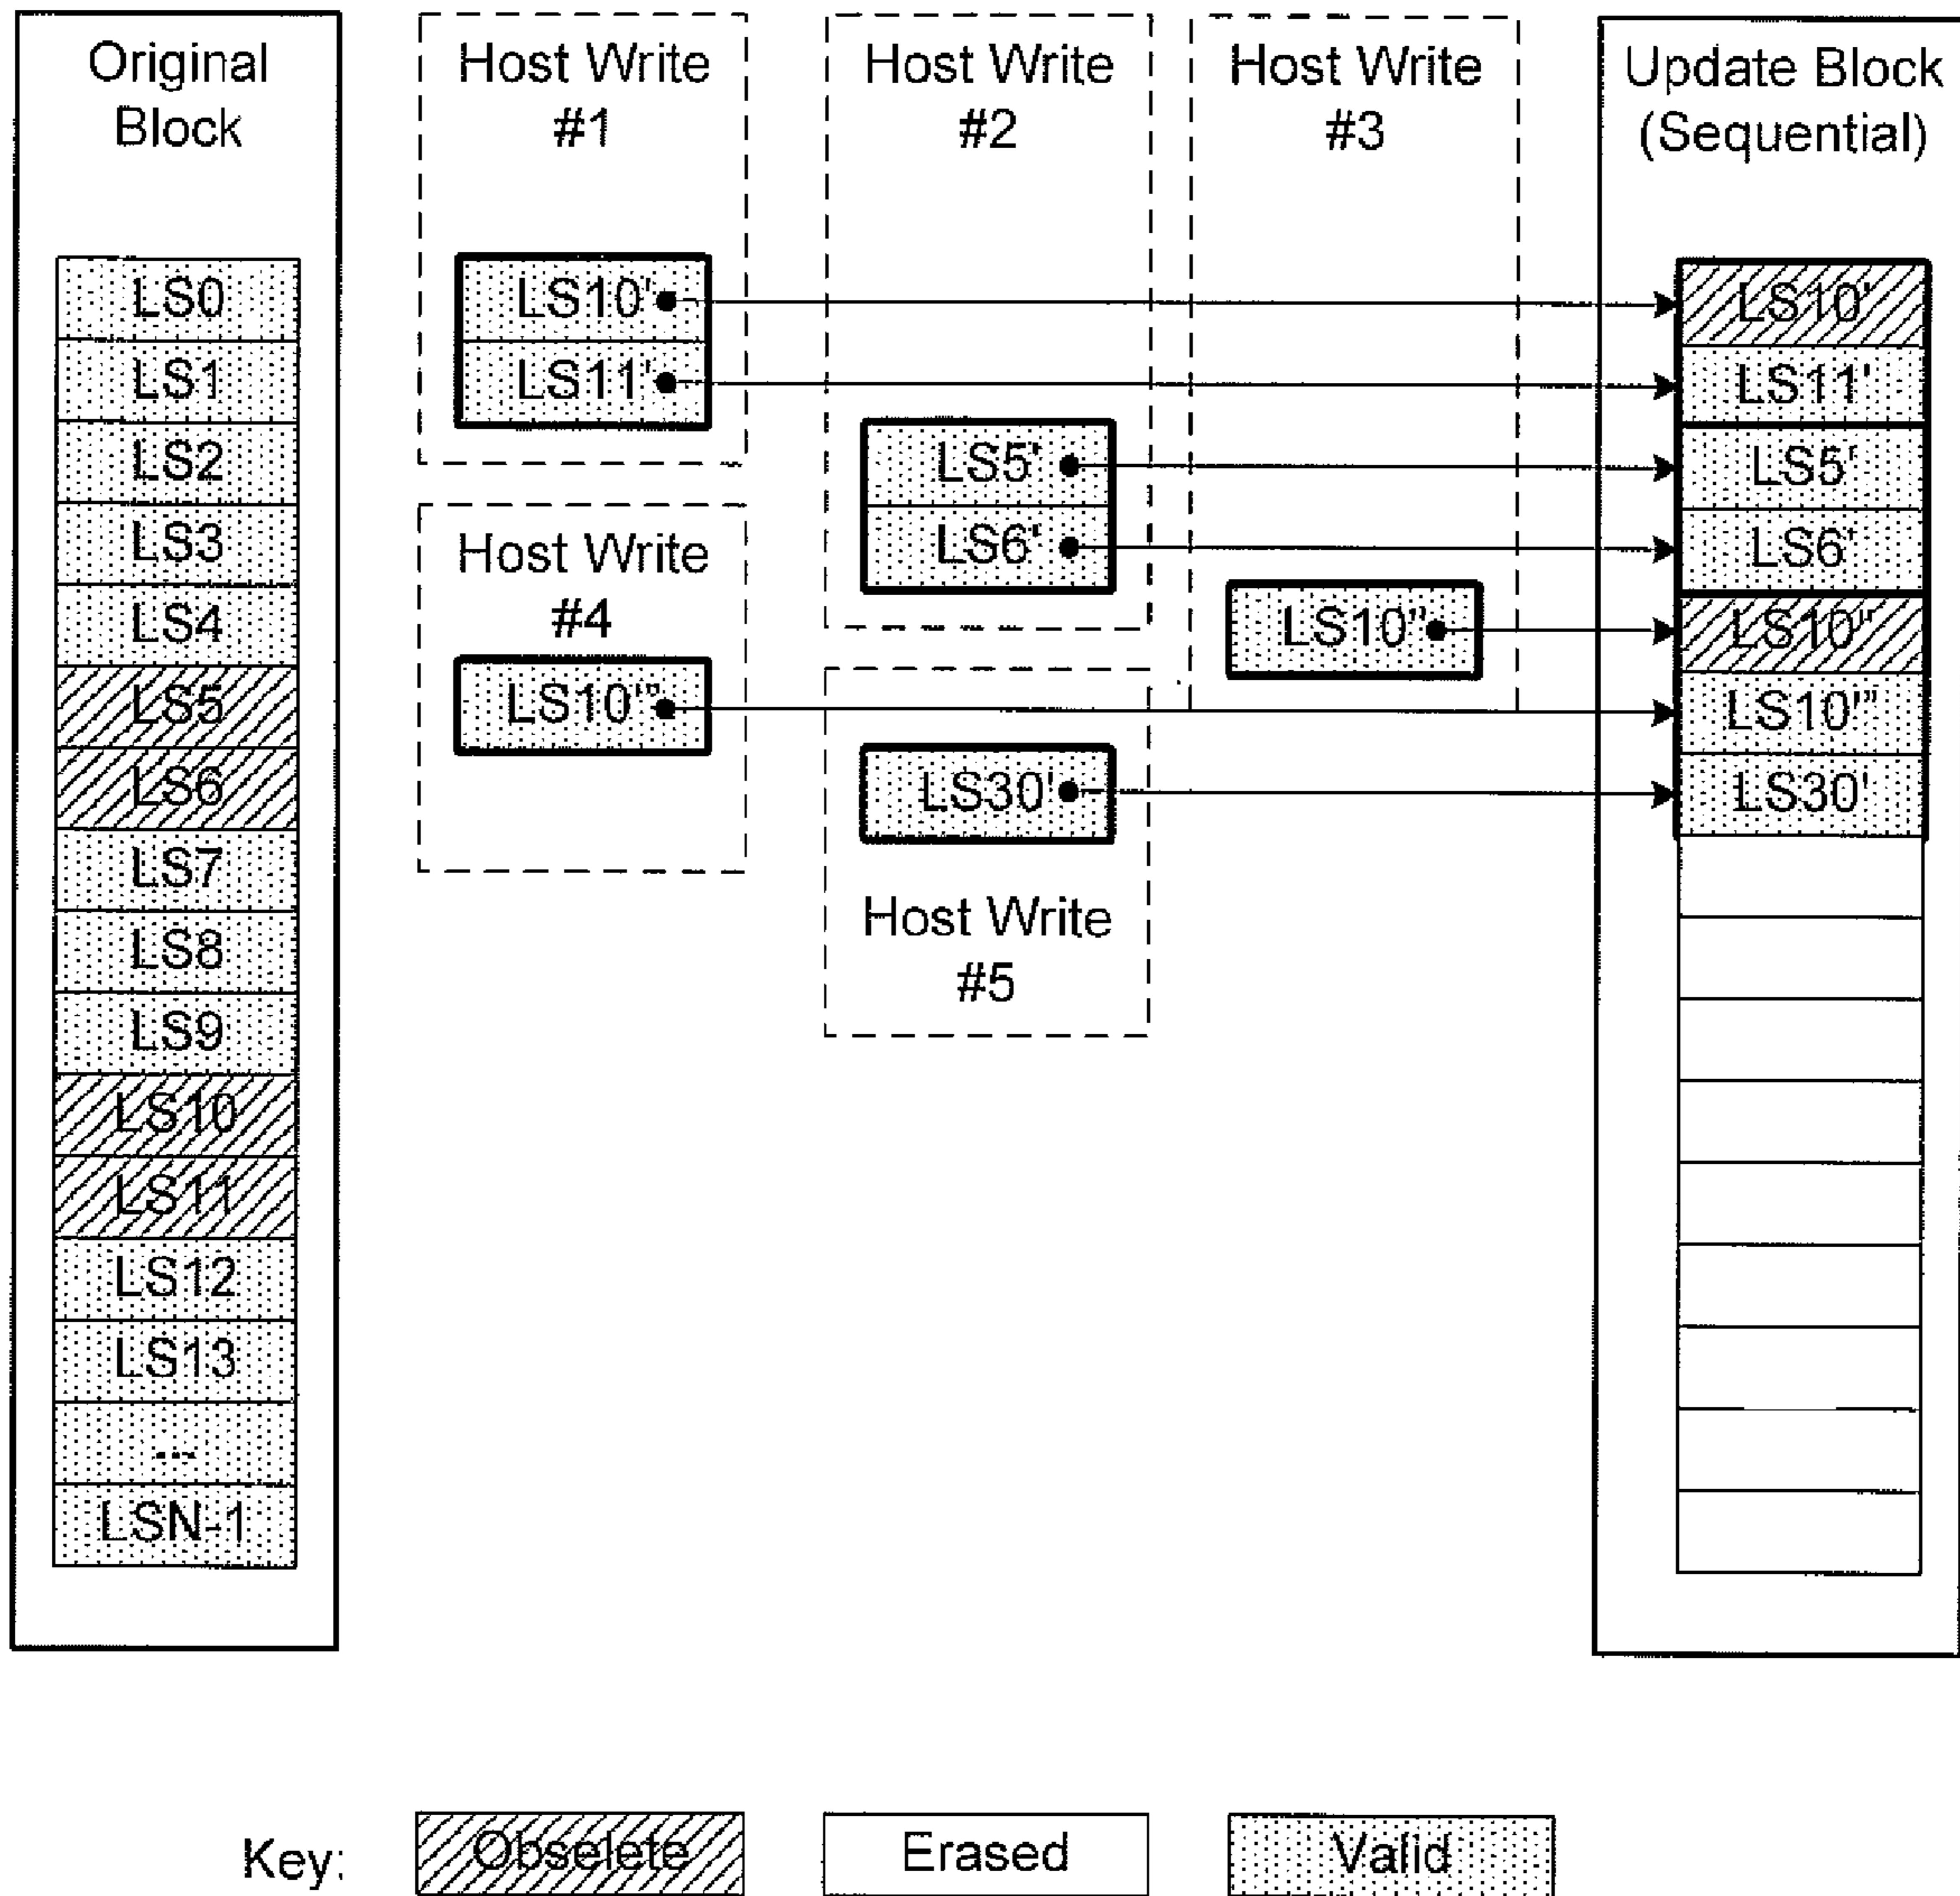 Original
Block
LS0
LS1
LS2
LS3
LS4
LS5
LS6
LS7
LS8
LS9
LS10
LS11
LS12
LS13
...
LSN-1
Host Write
#1
LS10'
LS11'
Host Write
#4
LS10'''
Host Write
#2
LS5'
LS6'
LS30'
Host Write
#5
Host Write
#3
LS10''
Update Block
(Sequential)
LS10'
LS11'
LS5'
LS6'
LS10''
LS10'''
LS30'
Key:
Obselete
Erased
Valid